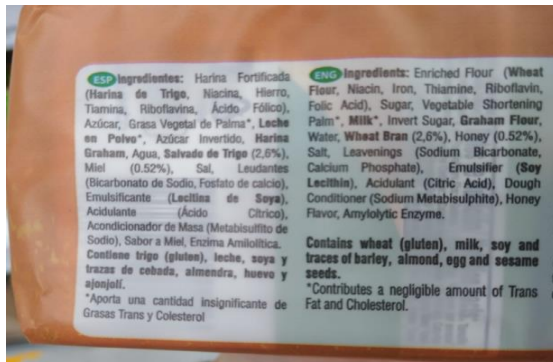 ESP Ingredientes: Harina Fortificada
(Harina de Trigo, Niacina, Hierro,
Tiamina, Riboflavina, Ácido Fólico),
Azúcar, Grasa Vegetal de Palma*, Leche
en Polvo*, Azúcar Invertido, Harina
Graham, Agua, Salvado de Trigo (2,6%),
Miel (0.52%), Sal, Leudantes
(Bicarbonato de Sodio, Fosfato de calcio),
Emulsificante (Lecitina de Soya),
Acidulante (Ácido Cítrico),
Acondicionador de Masa (Metabisulfito de
Sodio), Sabor a Miel, Enzima Amilolítica.
Contiene trigo (gluten), leche, soya y
trazas de cebada, almendra, huevo y
ajonjolí.
*Aporta una cantidad insignificante de
Grasas Trans y Colesterol
ENG Ingredients: Enriched Flour (Wheat
Flour, Niacin, Iron, Thiamine, Riboflavin,
Folic Acid), Sugar, Vegetable Shortening
Palm*, Milk*, Invert Sugar, Graham Flour,
Water, Wheat Bran (2,6%), Honey (0.52%),
Salt, Leavenings (Sodium Bicarbonate,
Calcium Phosphate), Emulsifier (Soy
Lecithin), Acidulant (Citric Acid), Dough
Conditioner (Sodium Metabisulphite), Honey
Flavor, Amylolytic Enzyme.
Contains wheat (gluten), milk, soy and
traces of barley, almond, egg and sesame
seeds.
*Contributes a negligible amount of Trans
Fat and Cholesterol.